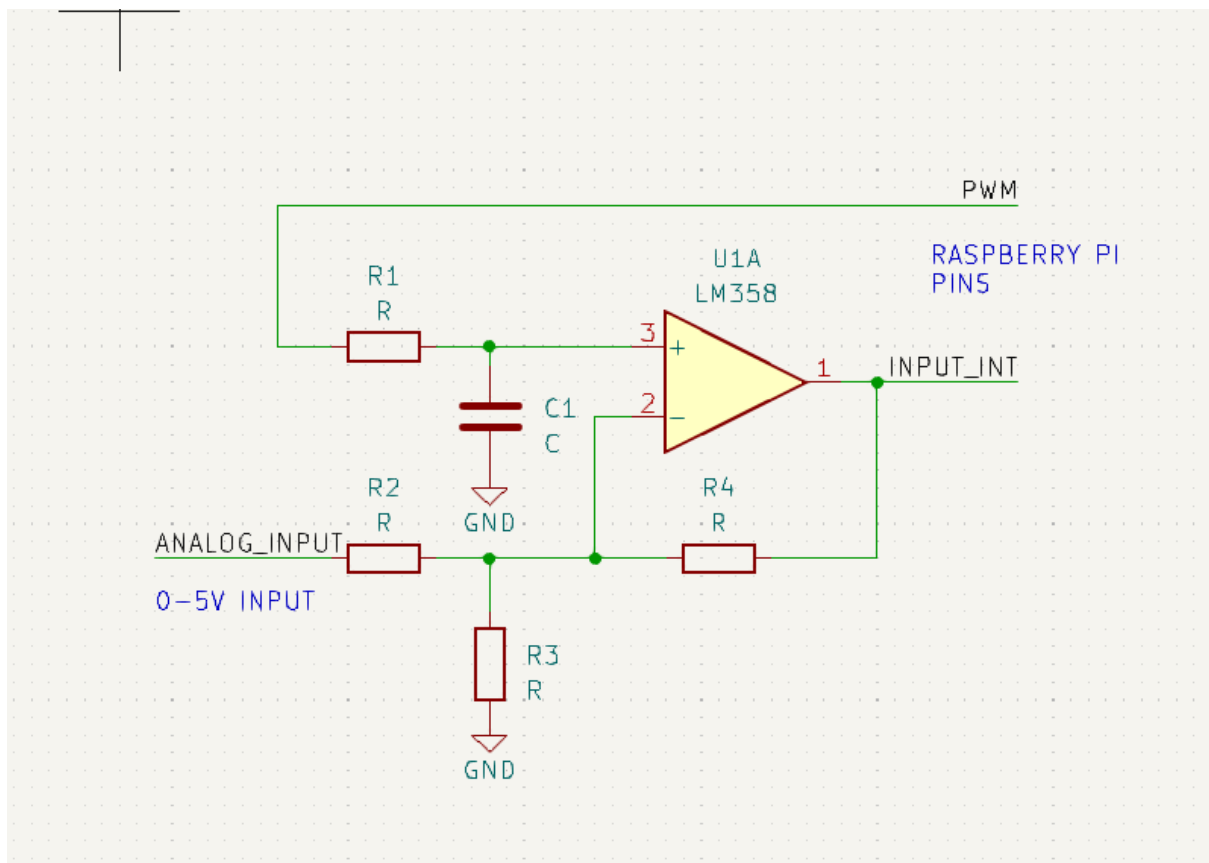 PWM
RASPBERRY PI
PIN5
U1A
LM358
R1
R
3
+
1
INPUT_INT
2
-
C1
C
GND
R2
R
R4
R
ANALOG_INPUT
0-5V INPUT
R3
R
GND